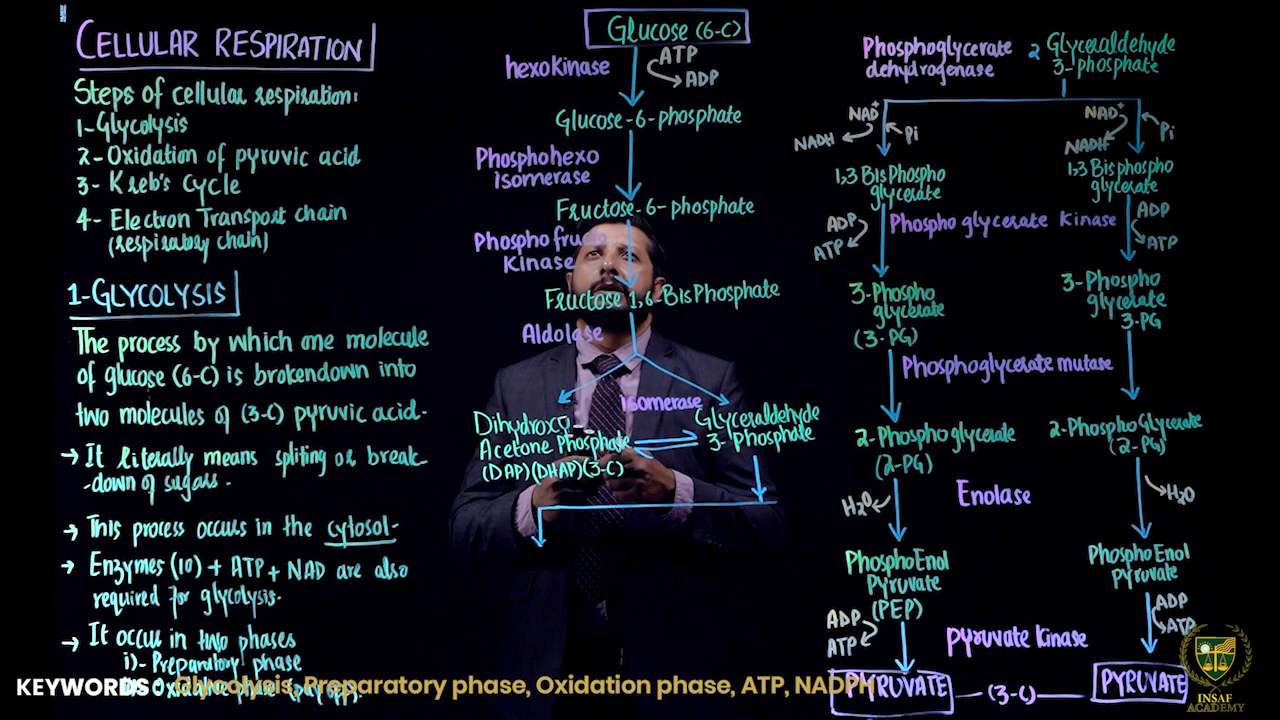 CELLULAR RESPIRATION
Steps of cellular respiration:
1-Glycolysis
2-Oxidation of pyruvic acid
3- Kreb's Cycle
4- Electron Transport chain
(respiratory chain)
1-GLYCOLYSIS
The process by which one molecule
of glucose (6-C) is brokendown into
two molecules of (3-C) pyruvic acid-
→ It literally means spliting or break
-down of sugars.
→ This process occurs in the cytosol-
→ Enzymes (10) + ATP + NAD are also
required for glycolysis-
→ It occur in two phases
i)- Preparatory phase
Glucose (6-C)
hexokinase
ATP
ADP
Glucose-6-phosphate
Phosphohexo
Isomerase
Fructose-6-phosphate
Phosphofructo
Kinase
Fructose 1,6-BisPhosphate
Aldolase
Isomerase
Dihydroxy
Acetone Phosphate
(DAP)(DHAP)(3-C)
Glyceraldehyde
3-Phosphate
Phosphoglycerate
dehydrogenase
2 Glyceraldehyde
3-phosphate
NAD+
NADH
Pi
NAD+
NADH
Pi
1,3 BisPhospho
glycerate
1,3 Bisphospho
glycerate
ADP
ATP
Phospho glycerate Kinase
ADP
ATP
3-Phospho
glycerate
(3-PG)
3-Phospho
glycerate
3-PG
Phosphoglycerate mutase
2-Phospho glycerate
(2-PG)
2-PhosphoGlycerate
(2-PG)
H2O
Enolase
H2O
PhosphoEnol
Pyruvate
(PEP)
PhosphoEnol
Pyruvate
ADP
ATP
Pyruvate Kinase
ADP
ATP
PYRUVATE
(3-C)
PYRUVATE
KEYWORDS : Glycolysis, Preparatory phase, Oxidation phase, ATP, NADPH
INSAF
ACADEMY